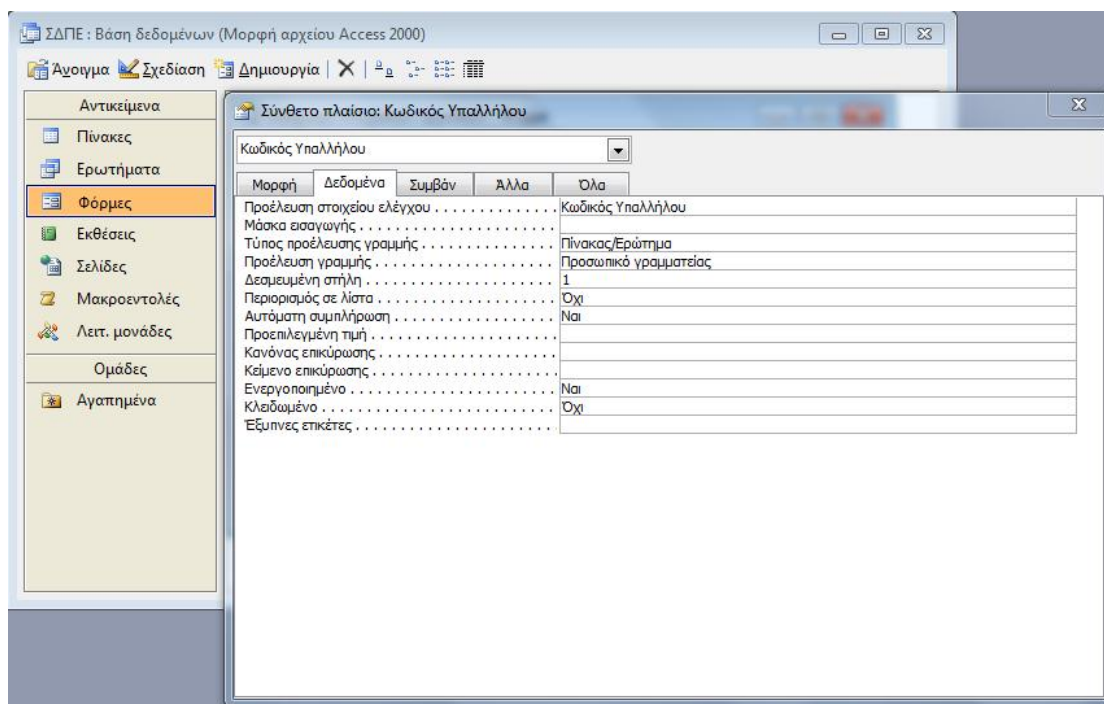 ΣΔΠΕ : Βάση δεδομένων (Μορφή αρχείου Access 2000)
Άνοιγμα Σχεδίαση Δημιουργία
Αντικείμενα
Πίνακες
Ερωτήματα
Φόρμες
Εκθέσεις
Σελίδες
Μακροεντολές
Λειτ. μονάδες
Ομάδες
Αγαπημένα
Σύνθετο πλαίσιο: Κωδικός Υπαλλήλου
Κωδικός Υπαλλήλου
Μορφή Δεδομένα Συμβάν Άλλα Όλα
Προέλευση στοιχείου ελέγχου . . . . . . . . . . . . . . Κωδικός Υπαλλήλου
Μάσκα εισαγωγής . . . . . . . . . . . . . . . . . . . . . .
Τύπος προέλευσης γραμμής . . . . . . . . . . . . . . . Πίνακας/Ερώτημα
Προέλευση γραμμής . . . . . . . . . . . . . . . . . . . . Προσωπικό γραμματείας
Δεσμευμένη στήλη . . . . . . . . . . . . . . . . . . . . . 1
Περιορισμός σε λίστα . . . . . . . . . . . . . . . . . . . Όχι
Αυτόματη συμπλήρωση . . . . . . . . . . . . . . . . . . Ναι
Προεπιλεγμένη τιμή . . . . . . . . . . . . . . . . . . . .
Κανόνας επικύρωσης . . . . . . . . . . . . . . . . . . . .
Κείμενο επικύρωσης . . . . . . . . . . . . . . . . . . . .
Ενεργοποιημένο . . . . . . . . . . . . . . . . . . . . . . . Ναι
Κλειδωμένο . . . . . . . . . . . . . . . . . . . . . . . . . . Όχι
Έξυπνες ετικέτες . . . . . . . . . . . . . . . . . . . . . .